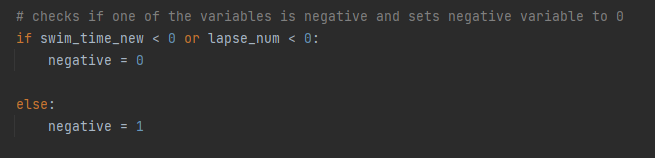 # checks if one of the variables is negative and sets negative variable to 0
if swim_time_new < 0 or lapse_num < 0:
    negative = 0

else:
    negative = 1